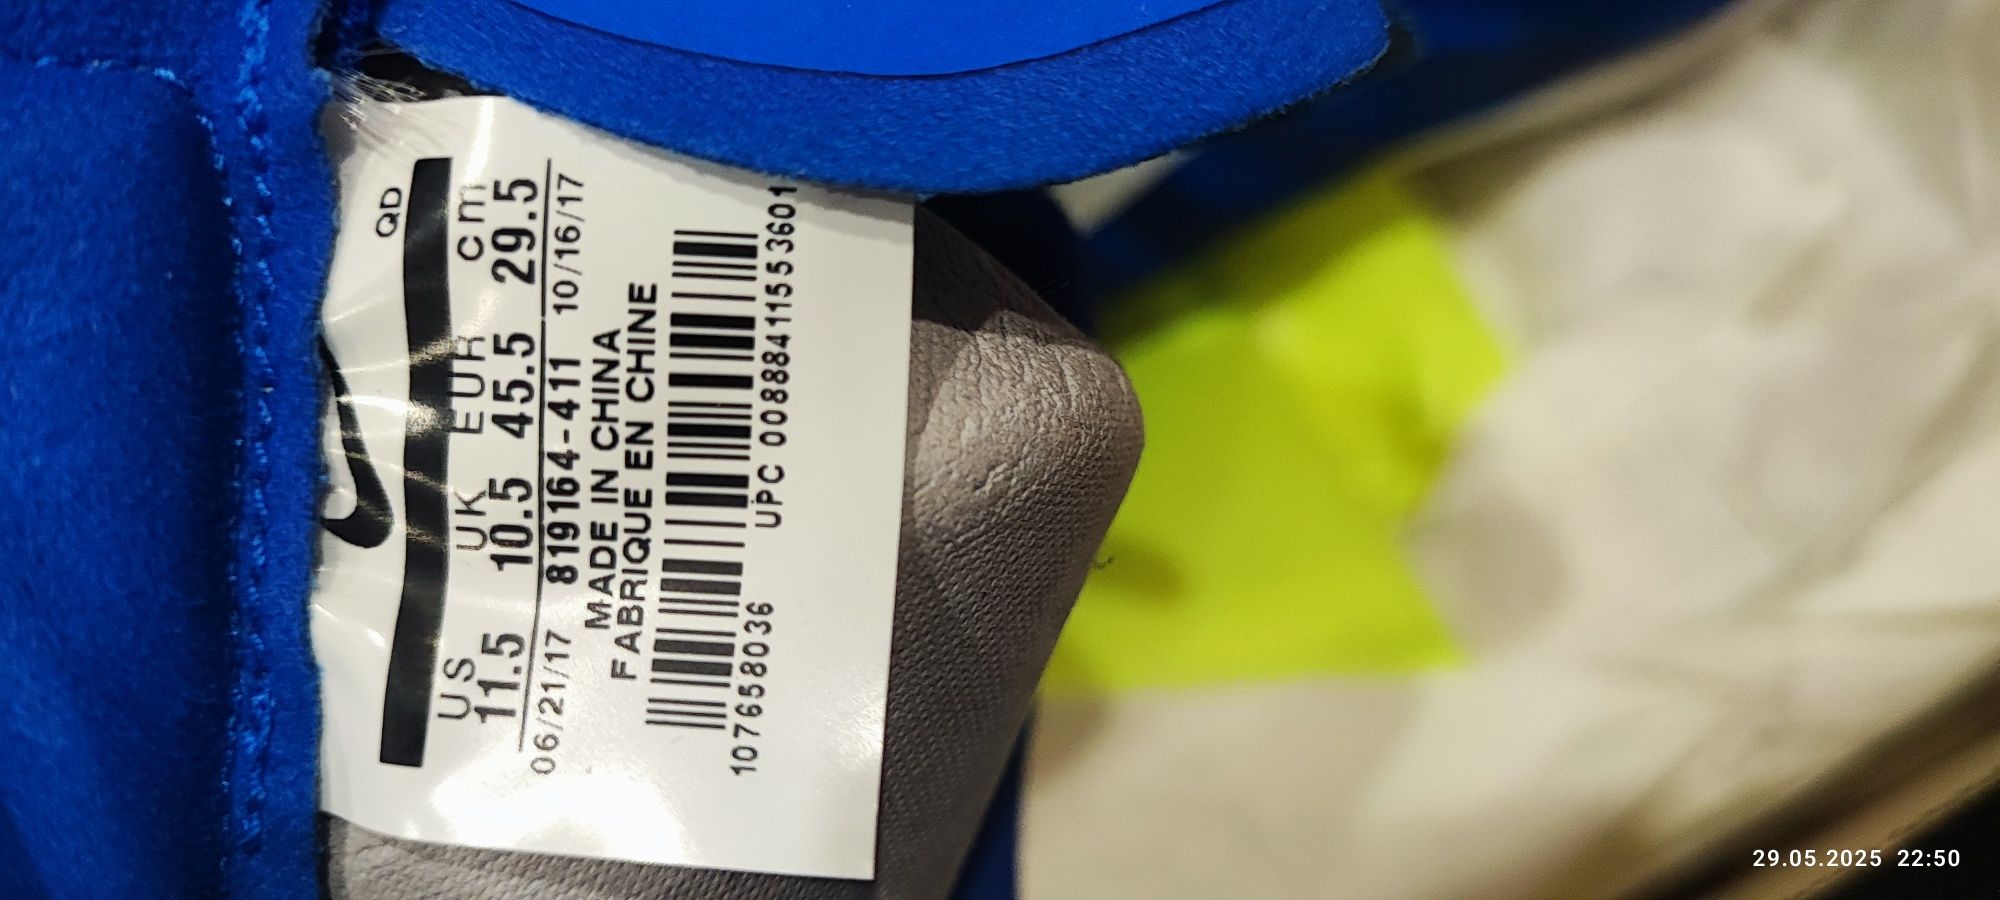 QD
US UK EUR cm
11.5 10.5 45.5 29.5
06/21/17 819164-411 10/16/17
MADE IN CHINA
FABRIQUE EN CHINE
107658036 UPC 00888411553601
29.05.2025 22:50